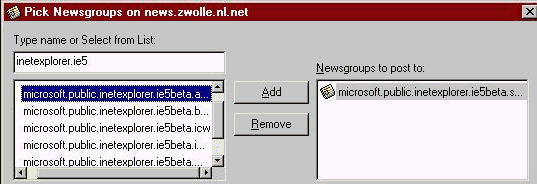 Pick Newsgroups on news.zwolle.nl.net
Type name or Select from List:
inetexplorer.ie5
microsoft.public.inetexplorer.ie5beta.a...
microsoft.public.inetexplorer.ie5beta.b...
microsoft.public.inetexplorer.ie5beta.icw
microsoft.public.inetexplorer.ie5beta.i...
microsoft.public.inetexplorer.ie5beta....
Add
Remove
Newsgroups to post to:
microsoft.public.inetexplorer.ie5beta.s...